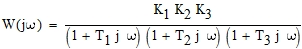 W(jω) = K₁ K₂ K₃ / ((1 + T₁ j ω) (1 + T₂ j ω) (1 + T₃ j ω))